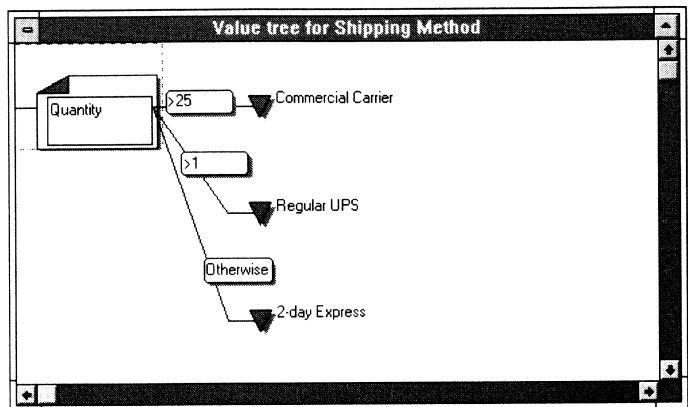 Value tree for Shipping Method
Quantity
>25
Commercial Carrier
>1
Regular UPS
Otherwise
2-day Express